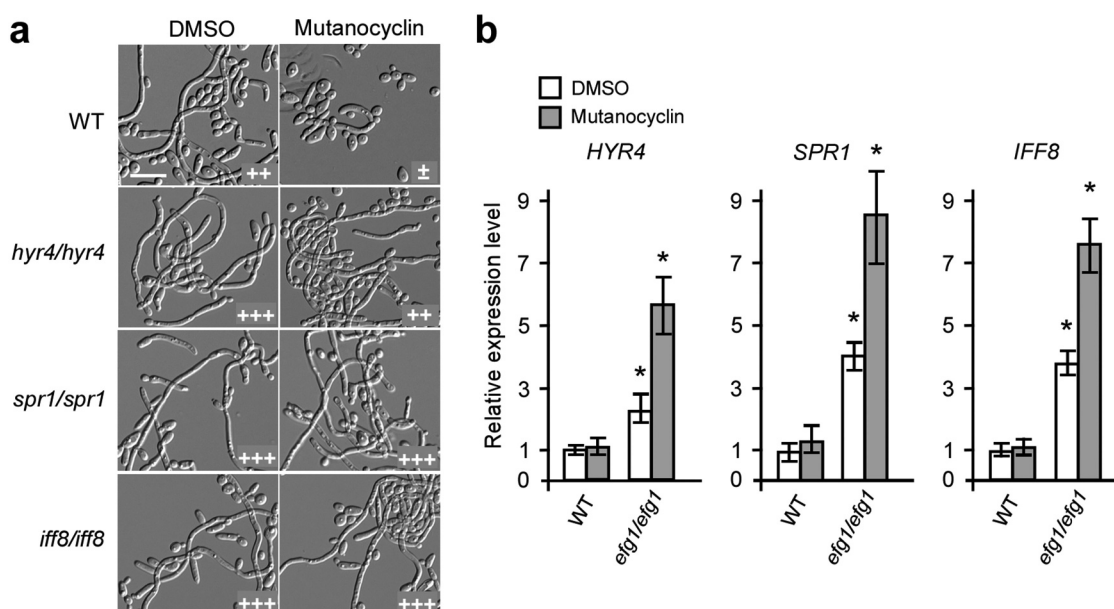 a
DMSO Mutanocyclin
WT
++ ±
hyr4/hyr4
+++ ++
spr1/spr1
+++ +++
iff8/iff8
+++ +++
b
DMSO
Mutanocyclin
HYR4 SPR1 IFF8
Relative expression level
9
7
5
3
1
0
* *
WT efg1/efg1
9
7
5
3
1
0
* *
WT efg1/efg1
9
7
5
3
1
0
* *
WT efg1/efg1